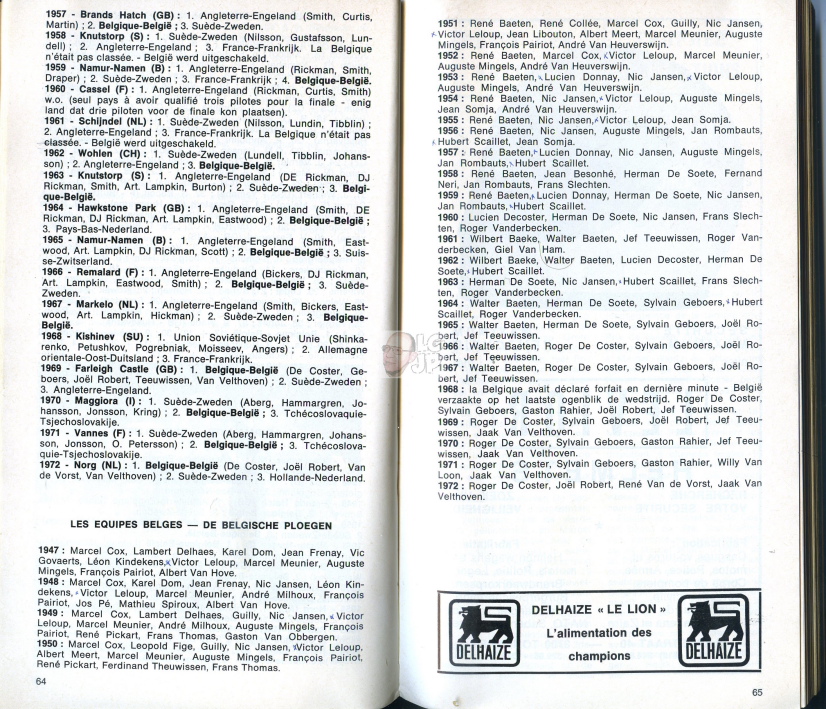 1957 - Brands Hatch (GB) : 1. Angleterre-Engeland (Smith, Curtis,
Martin) ; 2. Belgique-België ; 3. Suède-Zweden.
1958 - Knutstorp (S) : 1. Suède-Zweden (Nilsson, Gustafsson, Lun-
dell) ; 2. Angleterre-Engeland ; 3. France-Frankrijk. La Belgique
n'était pas classée. - België werd uitgeschakeld.
1959 - Namur-Namen (B) : 1. Angleterre-Engeland (Rickman, Smith,
Draper) ; 2. Suède-Zweden ; 3. France-Frankrijk ; 4. Belgique-België.
1960 - Cassel (F) : 1. Angleterre-Engeland (Rickman, Curtis, Smith)
w.o. (seul pays à avoir qualifié trois pilotes pour la finale - enig
land dat drie piloten voor de finale kon plaatsen).
1961 - Schijndel (NL) : 1. Suède-Zweden (Nilsson, Lundin, Tibblin) ;
2. Angleterre-Engeland ; 3. France-Frankrijk. La Belgique n'était pas
classée. - België werd uitgeschakeld.
1962 - Wohlen (CH) : 1. Suède-Zweden (Lundell, Tibblin, Johans-
son) ; 2. Angleterre-Engeland ; 3. Belgique-België.
1963 - Knutstorp (S) : 1. Angleterre-Engeland (DE Rickman, DJ
Rickman, Smith, Art. Lampkin, Burton) ; 2. Suède-Zweden ; 3. Belgi-
que-België.
1964 - Hawkstone Park (GB) : 1. Angleterre-Engeland (Smith, DE
Rickman, DJ Rickman, Art. Lampkin, Eastwood) ; 2. Belgique-België ;
3. Pays-Bas-Nederland.
1965 - Namur-Namen (B) : 1. Angleterre-Engeland (Smith, East-
wood, Art. Lampkin, DJ Rickman, Scott) ; 2. Belgique-België ; 3. Suis-
se-Zwitserland.
1966 - Remalard (F) : 1. Angleterre-Engeland (Bickers, DJ Rickman,
Art. Lampkin, Eastwood, Smith) ; 2. Belgique-België ; 3. Suède-
Zweden.
1967 - Markelo (NL) : 1. Angleterre-Engeland (Smith, Bickers, East-
wood, Art. Lampkin, Hickman) ; 2. Suède-Zweden ; 3. Belgique-
België.
1968 - Kishinev (SU) : 1. Union Soviétique-Sovjet Unie (Shinka-
renko, Petushkov, Pogrebniak, Moisseev, Angers) ; 2. Allemagne
orientale-Oost-Duitsland ; 3. France-Frankrijk.
1969 - Farleigh Castle (GB) : 1. Belgique-België (De Coster, Ge-
boers, Joël Robert, Teeuwissen, Van Velthoven) ; 2. Suède-Zweden ;
3. Angleterre-Engeland.
1970 - Maggiora (I) : 1. Suède-Zweden (Aberg, Hammargren, Jo-
hansson, Jonsson, Kring) ; 2. Belgique-België ; 3. Tchécoslovaquie-
Tsjechoslovakije.
1971 - Vannes (F) : 1. Suède-Zweden (Aberg, Hammargren, Johans-
son, Jonsson, O. Petersson) ; 2. Belgique-België ; 3. Tchécoslova-
quie-Tsjechoslovakije.
1972 - Norg (NL) : 1. Belgique-België (De Coster, Joël Robert, Van
de Vorst, Van Velthoven) ; 2. Suède-Zweden ; 3. Hollande-Nederland.
LES EQUIPES BELGES — DE BELGISCHE PLOEGEN
1947 : Marcel Cox, Lambert Delhaes, Karel Dom, Jean Frenay, Vic
Govaerts, Léon Kindekens, Victor Leloup, Marcel Meunier, Auguste
Mingels, François Pairiot, Albert Van Hove.
1948 : Marcel Cox, Karel Dom, Jean Frenay, Nic Jansen, Léon Kin-
dekens, Victor Leloup, Marcel Meunier, André Milhoux, François
Pairiot, Jos Pé, Mathieu Spiroux, Albert Van Hove.
1949 : Marcel Cox, Lambert Delhaes, Guilly, Nic Jansen, Victor
Leloup, Marcel Meunier, André Milhoux, Auguste Mingels, François
Pairiot, René Pickart, Frans Thomas, Gaston Van Obbergen.
1950 : Marcel Cox, Leopold Fige, Guilly, Nic Jansen, Victor Leloup,
Albert Meert, Marcel Meunier, Auguste Mingels, François Pairiot,
René Pickart, Ferdinand Theuwissen, Frans Thomas.
64
1951 : René Baeten, René Collée, Marcel Cox, Guilly, Nic Jansen,
Victor Leloup, Jean Libouton, Albert Meert, Marcel Meunier, Auguste
Mingels, François Pairiot, André Van Heuverswijn.
1952 : René Baeten, Marcel Cox, Victor Leloup, Marcel Meunier,
Auguste Mingels, André Van Heuverswijn.
1953 : René Baeten, Lucien Donnay, Nic Jansen, Victor Leloup,
Auguste Mingels, André Van Heuverswijn.
1954 : René Baeten, Nic Jansen, Victor Leloup, Auguste Mingels,
Jean Somja, André Van Heuverswijn.
1955 : René Baeten, Nic Jansen, Victor Leloup, Jean Somja.
1956 : René Baeten, Nic Jansen, Auguste Mingels, Jan Rombauts,
Hubert Scaillet, Jean Somja.
1957 : René Baeten, Lucien Donnay, Nic Jansen, Auguste Mingels,
Jan Rombauts, Hubert Scaillet.
1958 : René Baeten, Jean Besonhé, Herman De Soete, Fernand
Neri, Jan Rombauts, Frans Slechten.
1959 : René Baeten, Lucien Donnay, Herman De Soete, Nic Jansen,
Jan Rombauts, Hubert Scaillet.
1960 : Lucien Decoster, Herman De Soete, Nic Jansen, Frans Slech-
ten, Roger Vanderbecken.
1961 : Wilbert Baeke, Walter Baeten, Jef Teeuwissen, Roger Van-
derbecken, Giel Van Ham.
1962 : Wilbert Baeke, Walter Baeten, Lucien Decoster, Herman De
Soete, Hubert Scaillet.
1963 : Herman De Soete, Nic Jansen, Hubert Scaillet, Frans Slech-
ten, Roger Vanderbecken.
1964 : Walter Baeten, Herman De Soete, Sylvain Geboers, Hubert
Scaillet, Roger Vanderbecken.
1965 : Walter Baeten, Herman De Soete, Sylvain Geboers, Joël Ro-
bert, Jef Teeuwissen.
1966 : Walter Baeten, Roger De Coster, Sylvain Geboers, Joël Ro-
bert, Jef Teeuwissen.
1967 : Walter Baeten, Roger De Coster, Sylvain Geboers, Joël Ro-
bert, Jef Teeuwissen.
1968 : la Belgique avait déclaré forfait en dernière minute - België
verzaakte op het laatste ogenblik de wedstrijd. Roger De Coster,
Sylvain Geboers, Gaston Rahier, Joël Robert, Jef Teeuwissen.
1969 : Roger De Coster, Sylvain Geboers, Joël Robert, Jef Teeu-
wissen, Jaak Van Velthoven.
1970 : Roger De Coster, Sylvain Geboers, Gaston Rahier, Jef Teeu-
wissen, Jaak Van Velthoven.
1971 : Roger De Coster, Sylvain Geboers, Gaston Rahier, Willy Van
Loon, Jaak Van Velthoven.
1972 : Roger De Coster, Joël Robert, René Van de Vorst, Jaak Van
Velthoven.
DELHAIZE
DELHAIZE « LE LION »
L'alimentation des
champions
DELHAIZE
65